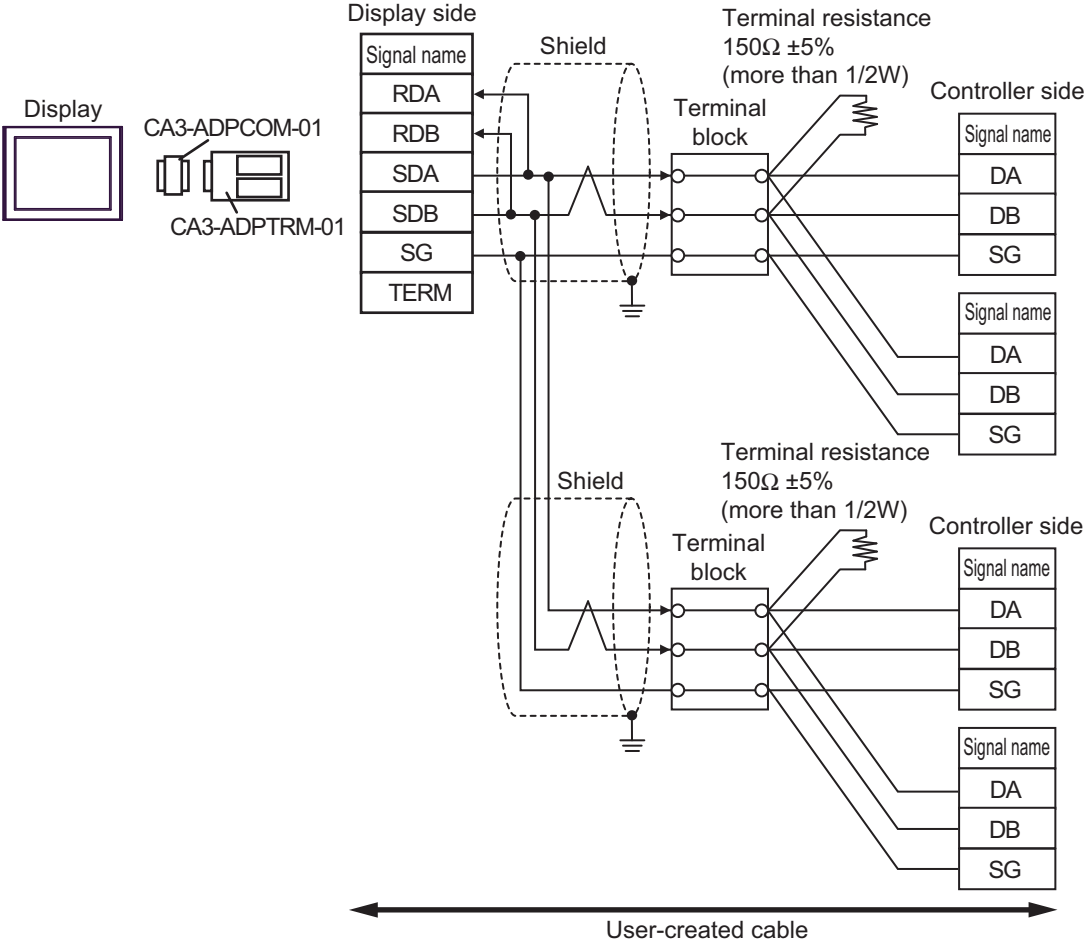 Display
CA3-ADPCOM-01
CA3-ADPTRM-01
Display side
Signal name
RDA
RDB
SDA
SDB
SG
TERM
Shield
Terminal resistance
150Ω ±5%
(more than 1/2W)
Terminal
block
Controller side
Signal name
DA
DB
SG
Signal name
DA
DB
SG
Shield
Terminal resistance
150Ω ±5%
(more than 1/2W)
Terminal
block
Controller side
Signal name
DA
DB
SG
Signal name
DA
DB
SG
User-created cable